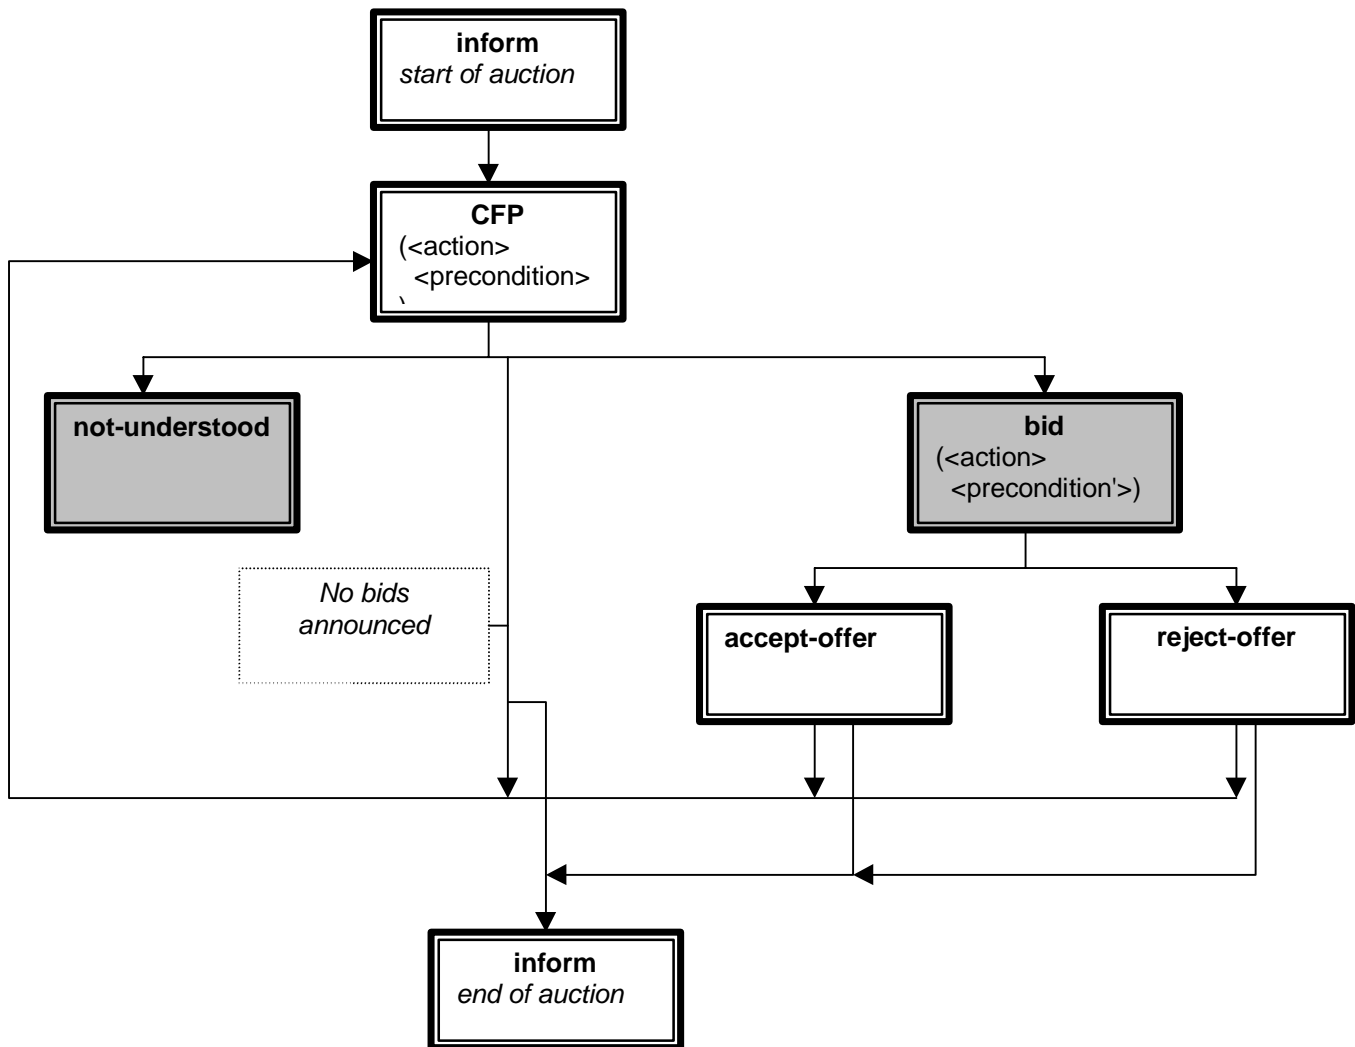 inform
start of auction
CFP
(<action>
<precondition>
)
not-understood
bid
(<action>
<precondition'>)
No bids
announced
accept-offer
reject-offer
inform
end of auction